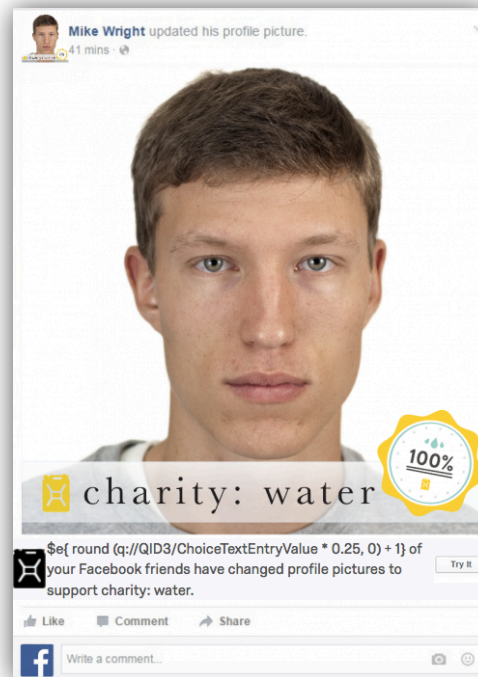 Mike Wright updated his profile picture.
41 mins ·
charity: water
100%
$e{ round (q://QID3/ChoiceTextEntryValue * 0.25, 0) + 1} of
your Facebook friends have changed profile pictures to
support charity: water.
Try It
Like Comment Share
Write a comment...